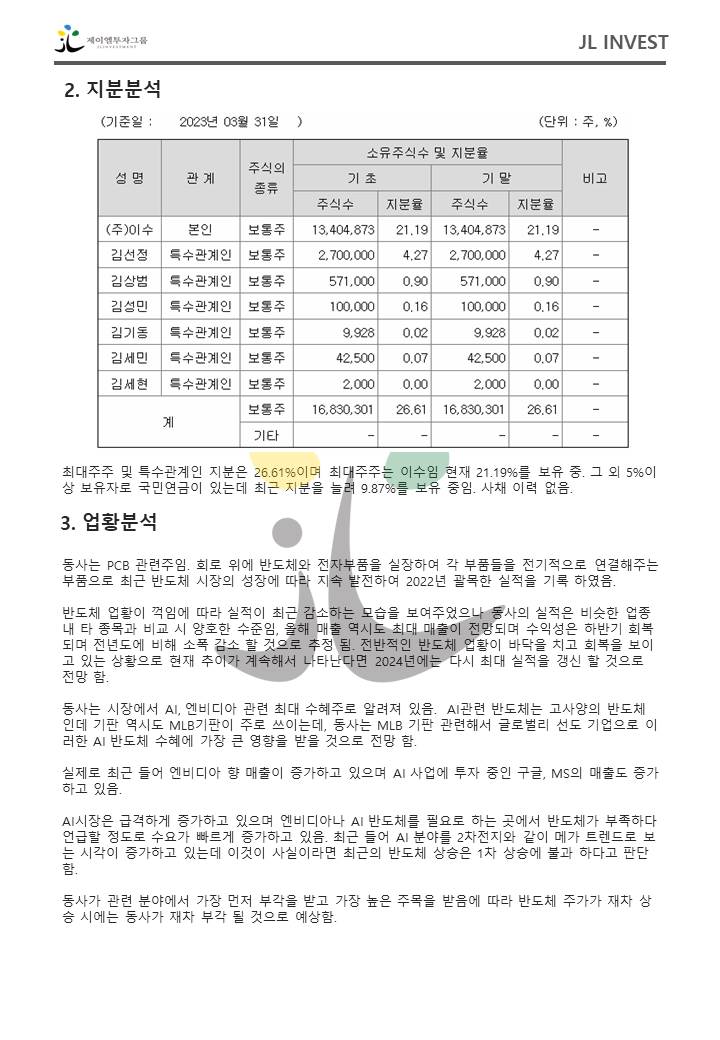 제이엘투자그룹
JLINVESTMENT
JL INVEST
2. 지분분석
(기준일 : 2023년 03월 31일 ) (단위 : 주, %)
성 명 관 계 주식의 종류 소유주식수 및 지분율 비고
기 초 기 말
주식수 지분율 주식수 지분율
(주)이수 본인 보통주 13,404,873 21.19 13,404,873 21.19 -
김선정 특수관계인 보통주 2,700,000 4.27 2,700,000 4.27 -
김상범 특수관계인 보통주 571,000 0.90 571,000 0.90 -
김성민 특수관계인 보통주 100,000 0.16 100,000 0.16 -
김기동 특수관계인 보통주 9,928 0.02 9,928 0.02 -
김세민 특수관계인 보통주 42,500 0.07 42,500 0.07 -
김세현 특수관계인 보통주 2,000 0.00 2,000 0.00 -
계 보통주 16,830,301 26.61 16,830,301 26.61 -
기타 - - - - -
최대주주 및 특수관계인 지분은 26.61%이며 최대주주는 이수임 현재 21.19%를 보유 중. 그 외 5%이
상 보유자로 국민연금이 있는데 최근 지분을 늘려 9.87%를 보유 중임. 사채 이력 없음.
3. 업황분석
동사는 PCB 관련주임. 회로 위에 반도체와 전자부품을 실장하여 각 부품들을 전기적으로 연결해주는
부품으로 최근 반도체 시장의 성장에 따라 지속 발전하여 2022년 괄목한 실적을 기록 하였음.
반도체 업황이 꺽임에 따라 실적이 최근 감소하는 모습을 보여주었으나 동사의 실적은 비슷한 업종
내 타 종목과 비교 시 양호한 수준임, 올해 매출 역시도 최대 매출이 전망되며 수익성은 하반기 회복
되며 전년도에 비해 소폭 감소 할 것으로 추정 됨. 전반적인 반도체 업황이 바닥을 치고 회복을 보이
고 있는 상황으로 현재 추이가 계속해서 나타난다면 2024년에는 다시 최대 실적을 갱신 할 것으로
전망 함.
동사는 시장에서 AI, 엔비디아 관련 최대 수혜주로 알려져 있음. AI관련 반도체는 고사양의 반도체
인데 기판 역시도 MLB기판이 주로 쓰이는데, 동사는 MLB 기판 관련해서 글로벌리 선도 기업으로 이
러한 AI 반도체 수혜에 가장 큰 영향을 받을 것으로 전망 함.
실제로 최근 들어 엔비디아 향 매출이 증가하고 있으며 AI 사업에 투자 중인 구글, MS의 매출도 증가
하고 있음.
AI시장은 급격하게 증가하고 있으며 엔비디아나 AI 반도체를 필요로 하는 곳에서 반도체가 부족하다
언급할 정도로 수요가 빠르게 증가하고 있음. 최근 들어 AI 분야를 2차전지와 같이 메가 트렌드로 보
는 시각이 증가하고 있는데 이것이 사실이라면 최근의 반도체 상승은 1차 상승에 불과 하다고 판단
함.
동사가 관련 분야에서 가장 먼저 부각을 받고 가장 높은 주목을 받음에 따라 반도체 주가가 재차 상
승 시에는 동사가 재차 부각 될 것으로 예상함.